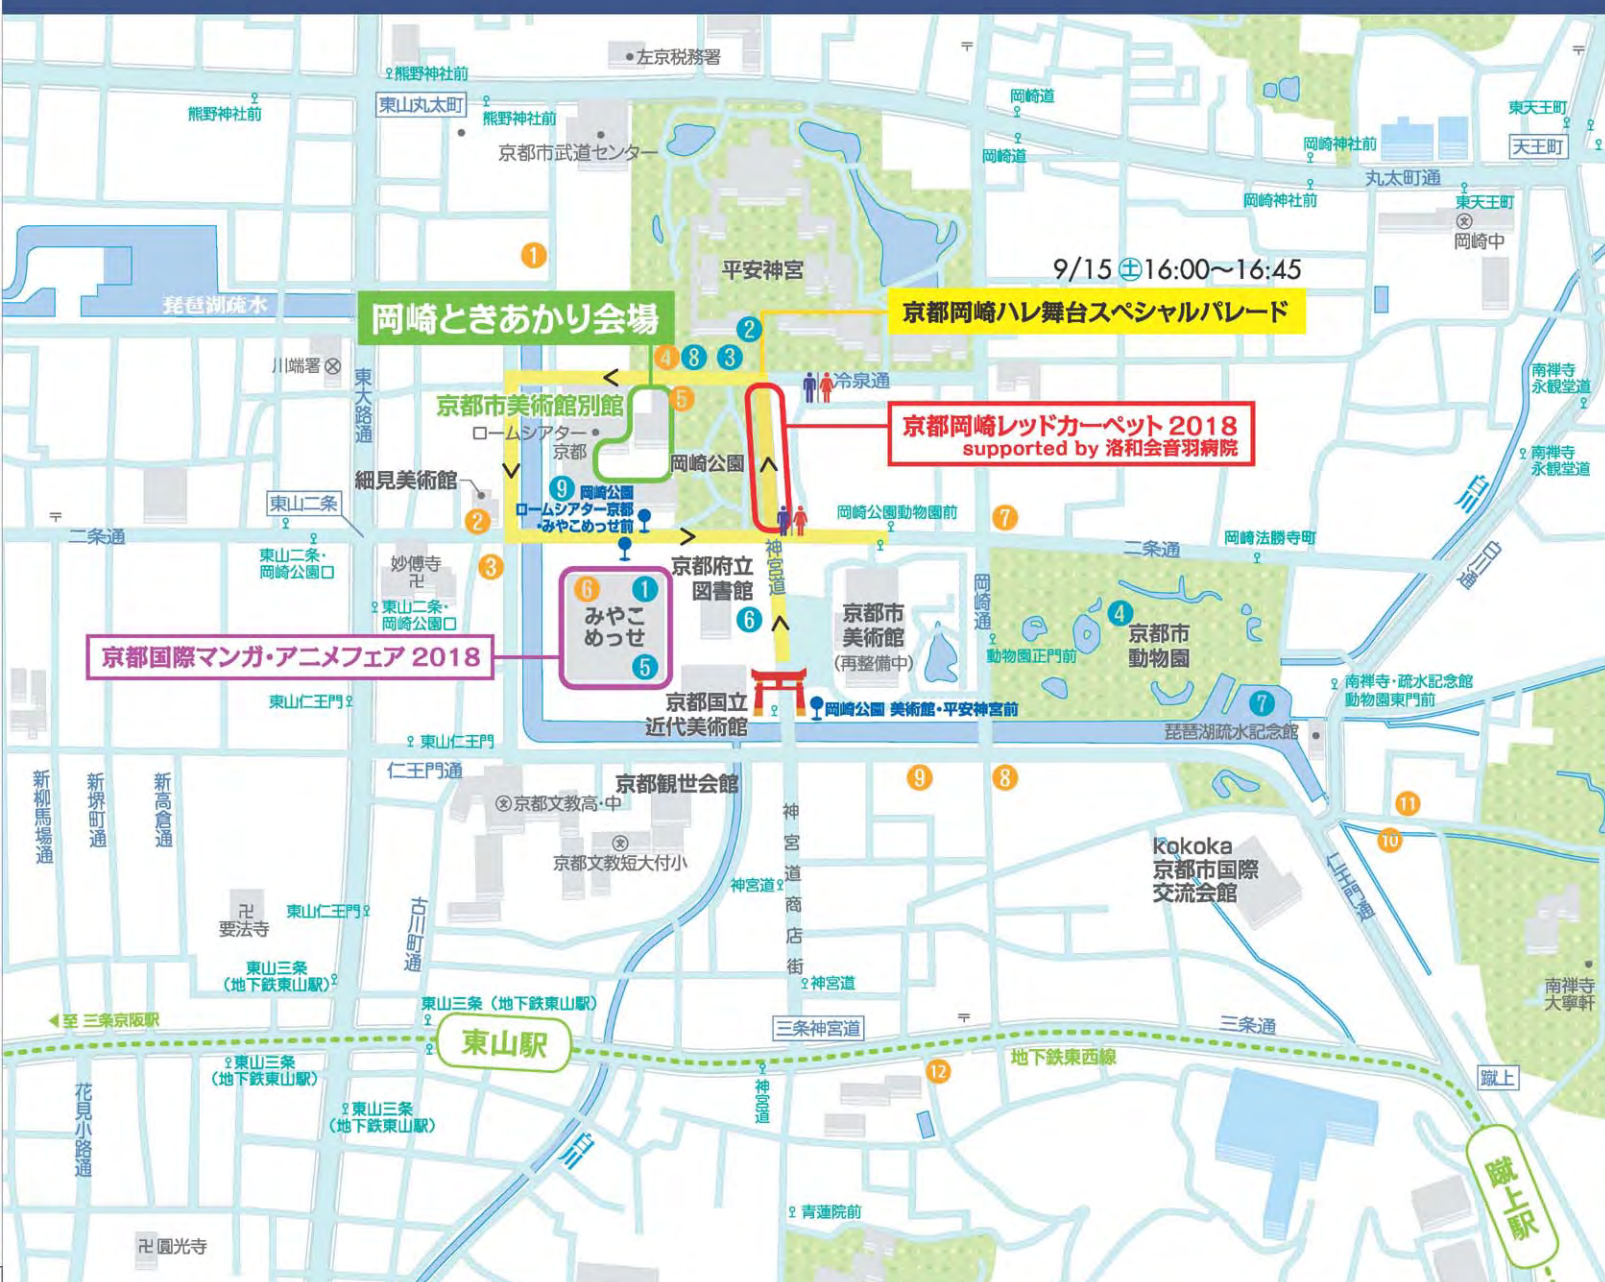 左京税務署
熊野神社前
熊野神社前
東山丸太町
熊野神社前
京都市武道センター
岡崎道
岡崎道
岡崎神社前
岡崎神社前
東天王町
天王町
丸太町通
東天王町
岡崎中
1
平安神宮
9/15 土 16:00〜16:45
京都岡崎ハレ舞台スペシャルパレード
琵琶湖疏水
岡崎ときあかり会場
2
4
8
3
川端署
東大路通
冷泉通
京都市美術館別館
5
ロームシアター
京都
岡崎公園
京都岡崎レッドカーペット 2018
supported by 洛和会音羽病院
南禅寺
永観堂道
南禅寺
永観堂道
白川
細見美術館
9 岡崎公園
ロームシアター京都
・みやこめっせ前
東山二条
2
岡崎公園動物園前
7
二条通
二条通
岡崎法勝寺町
白川通
東山二条・
岡崎公園口
妙傳寺
3
神宮道
京都府立
図書館
岡崎通
6
1
みやこ
めっせ
5
東山二条・
岡崎公園口
6
京都市
美術館
(再整備中)
4
京都市
動物園
動物園正門前
京都国際マンガ・アニメフェア 2018
東山仁王門
京都国立
近代美術館
岡崎公園 美術館・平安神宮前
南禅寺・疏水記念館
動物園東門前
7
琵琶湖疏水記念館
東山仁王門
仁王門通
新柳馬場通
新堺町通
新高倉通
京都観世会館
9
8
11
10
京都文教高・中
京都文教短大付小
神宮道商店街
神宮道
kokoka
京都市国際
交流会館
仁王門通
要法寺
東山仁王門
古川町通
東山三条
(地下鉄東山駅)
神宮道
南禅寺
大寧軒
東山三条(地下鉄東山駅)
至 三条京阪駅
東山駅
三条神宮道
三条通
地下鉄東西線
東山三条
(地下鉄東山駅)
神宮道
12
蹴上
花見小路通
東山三条
(地下鉄東山駅)
白川
蹴上駅
青蓮院前
圓光寺